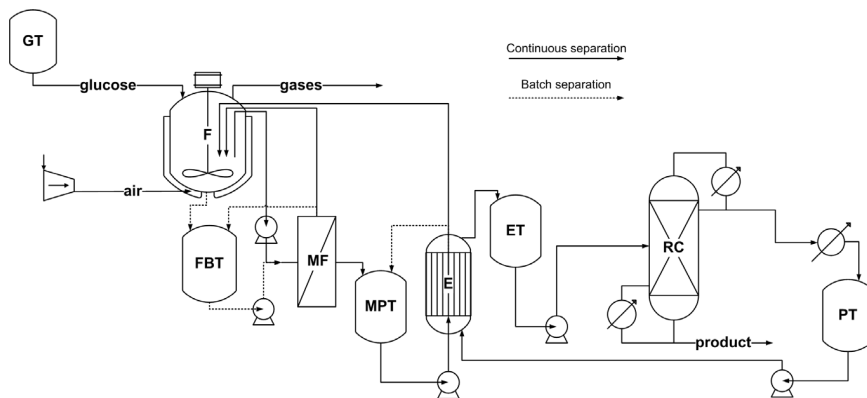 GT
Continuous separation
glucose
gases
Batch separation
F
air
ET
RC
FBT
MF
E
MPT
PT
product